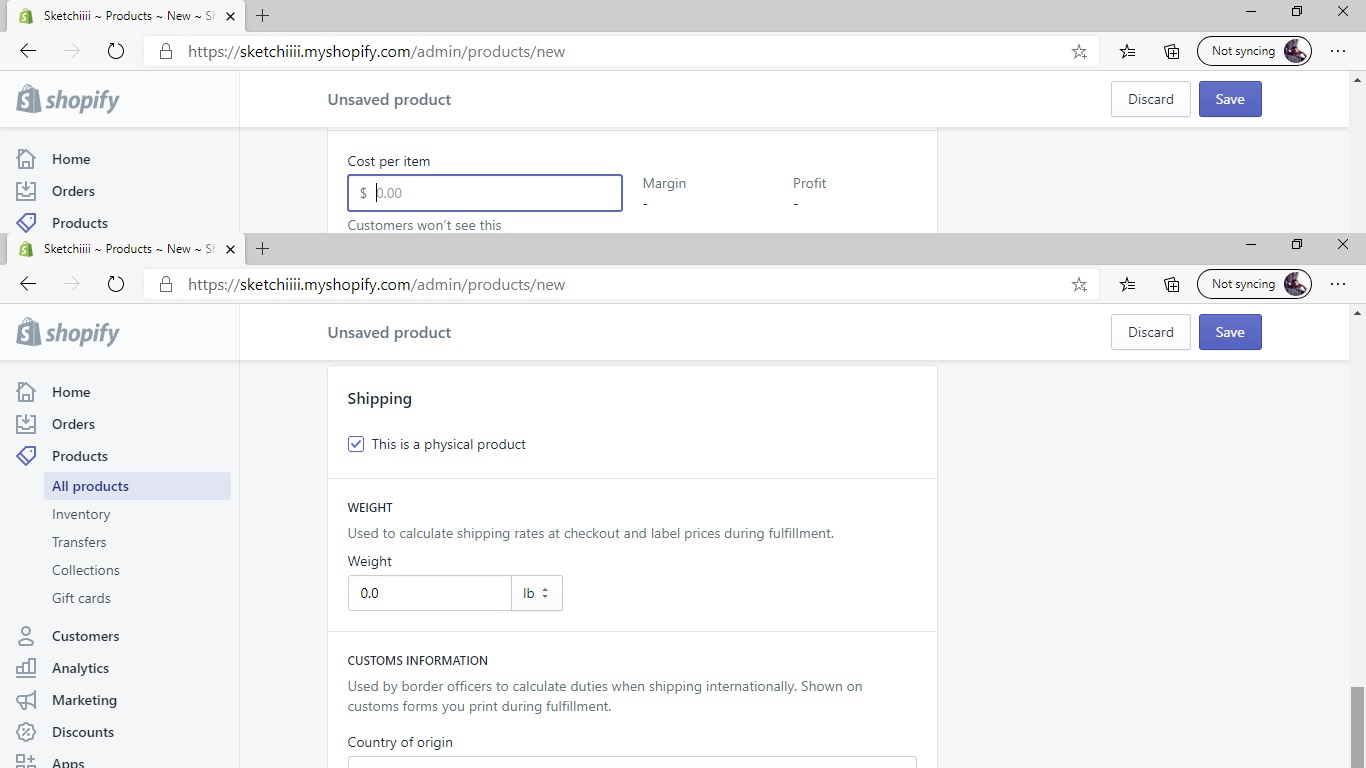 Sketchiiii ~ Products ~ New ~ Sh
https://sketchiiii.myshopify.com/admin/products/new
Not syncing
shopify
Unsaved product
Discard
Save
Home
Orders
Products
Cost per item
$ 0.00
Margin
-
Profit
-
Customers won't see this
Sketchiiii ~ Products ~ New ~ Sh
https://sketchiiii.myshopify.com/admin/products/new
Not syncing
shopify
Unsaved product
Discard
Save
Home
Orders
Products
All products
Inventory
Transfers
Collections
Gift cards
Customers
Analytics
Marketing
Discounts
Apps
Shipping
This is a physical product
WEIGHT
Used to calculate shipping rates at checkout and label prices during fulfillment.
Weight
0.0
lb
CUSTOMS INFORMATION
Used by border officers to calculate duties when shipping internationally. Shown on
customs forms you print during fulfillment.
Country of origin